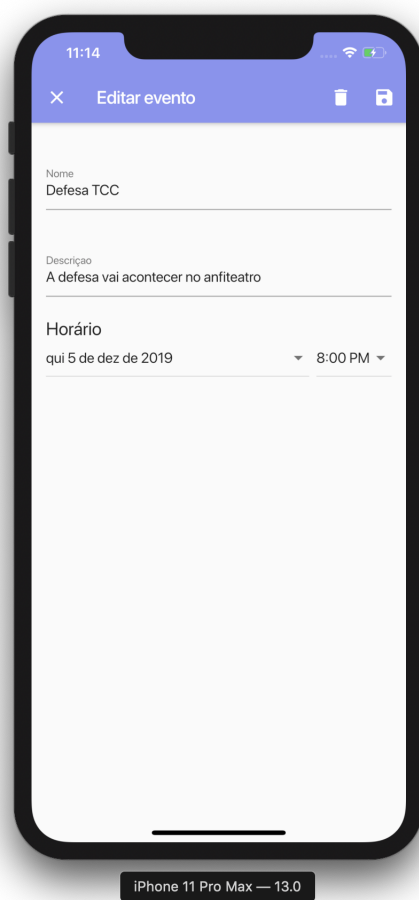 11:14
Editar evento
Nome
Defesa TCC
Descriçao
A defesa vai acontecer no anfiteatro
Horário
qui 5 de dez de 2019 8:00 PM
iPhone 11 Pro Max — 13.0